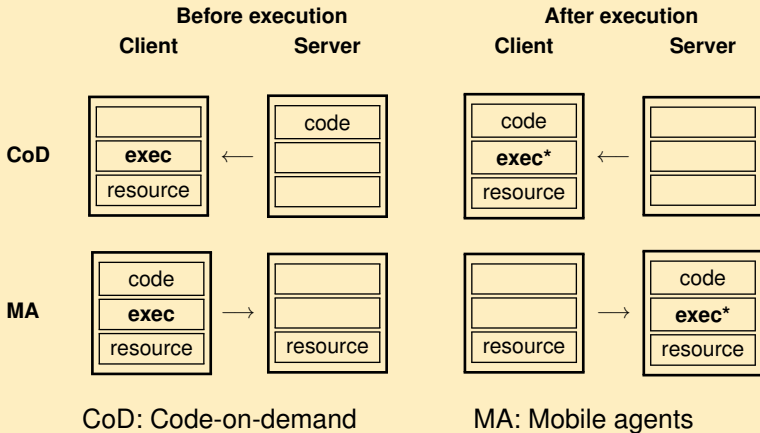 Before execution After execution
Client Server Client Server
code code
CoD exec ← exec* ←
resource resource
code code
MA exec → → exec*
resource resource resource resource
CoD: Code-on-demand MA: Mobile agents